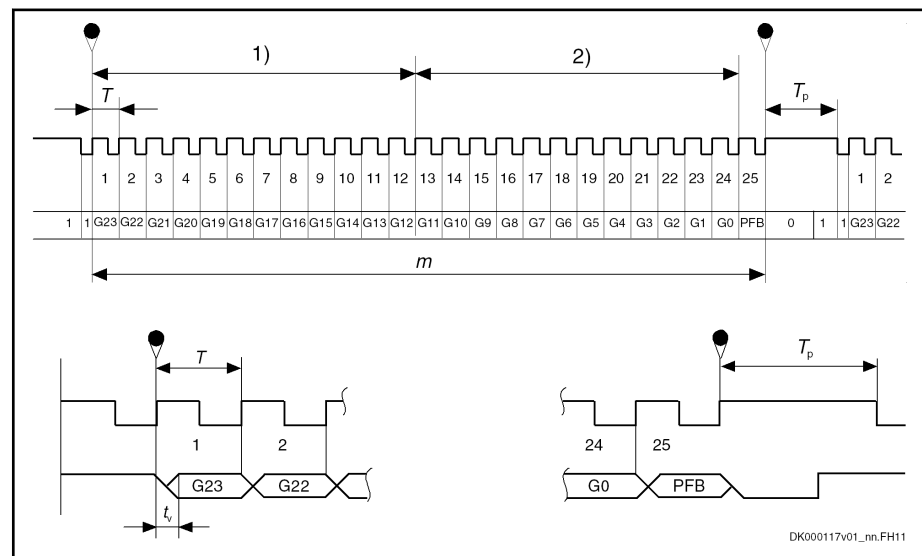 1) 2)
T Tp
1 2 3 4 5 6 7 8 9 10 11 12 13 14 15 16 17 18 19 20 21 22 23 24 25 1 2
1 1 G23 G22 G21 G20 G19 G18 G17 G16 G15 G14 G13 G12 G11 G10 G9 G8 G7 G6 G5 G4 G3 G2 G1 G0 PFB 0 1 1 G23 G22
m
T Tp
1 2 24 25
G23 G22 G0 PFB
tv
DK000117v01_nn.FH11